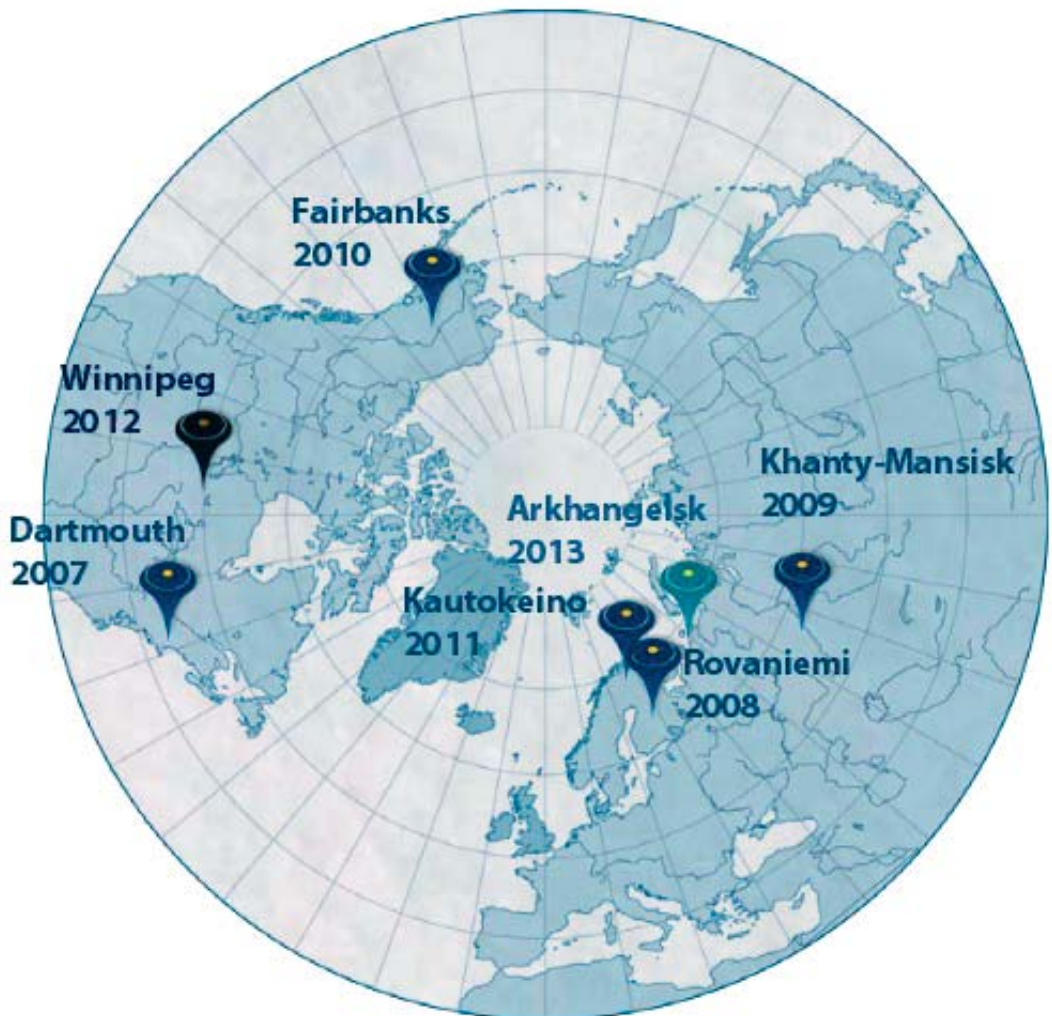 Fairbanks
2010
Winnipeg
2012
Khanty-Mansisk
2009
Arkhangelsk
2013
Dartmouth
2007
Kautokeino
2011
Rovaniemi
2008